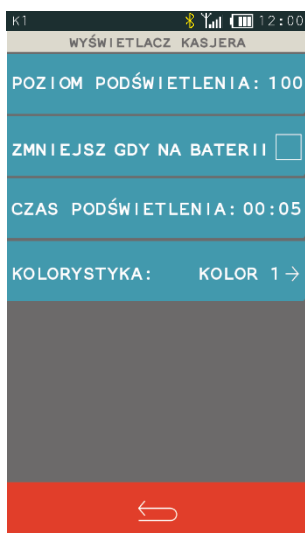 K1 12:00
WYŚWIETLACZ KASJERA
POZIOM PODŚWIETLENIA: 100
ZMNIEJSZ GDY NA BATERII
CZAS PODŚWIETLENIA: 00:05
KOLORYSTYKA: KOLOR 1